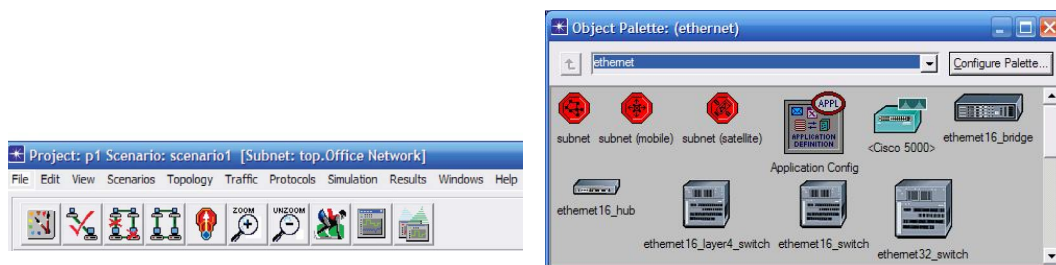 Project: p1 Scenario: scenario1 [Subnet: top.Office Network]
File Edit View Scenarios Topology Traffic Protocols Simulation Results Windows Help
ZOOM UNZOOM
Object Palette: (ethernet)
ethernet
Configure Palette...
APPL
APPLICATION
DEFINITION
subnet subnet (mobile) subnet (satellite) Application Config <Cisco 5000> ethernet16_bridge
ethernet16_hub
ethernet16_layer4_switch ethernet16_switch ethernet32_switch